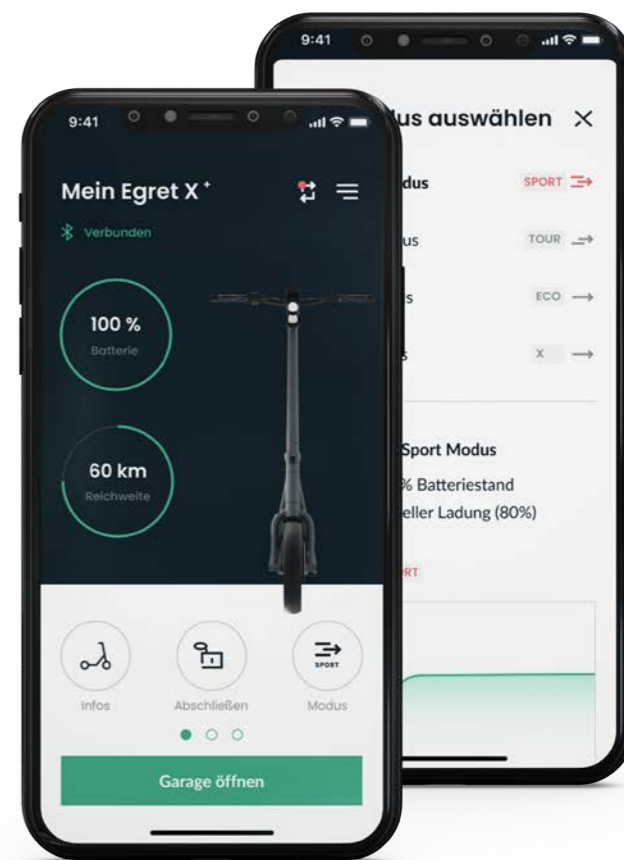 9:41
Mein Egret X⁺
Verbunden
100 %
Batterie
60 km
Reichweite
Infos
Abschließen
SPORT
Modus
Garage öffnen
9:41
us auswählen
dus
SPORT
us
TOUR
s
ECO
s
X
Sport Modus
% Batteriestand
eller Ladung (80%)
RT